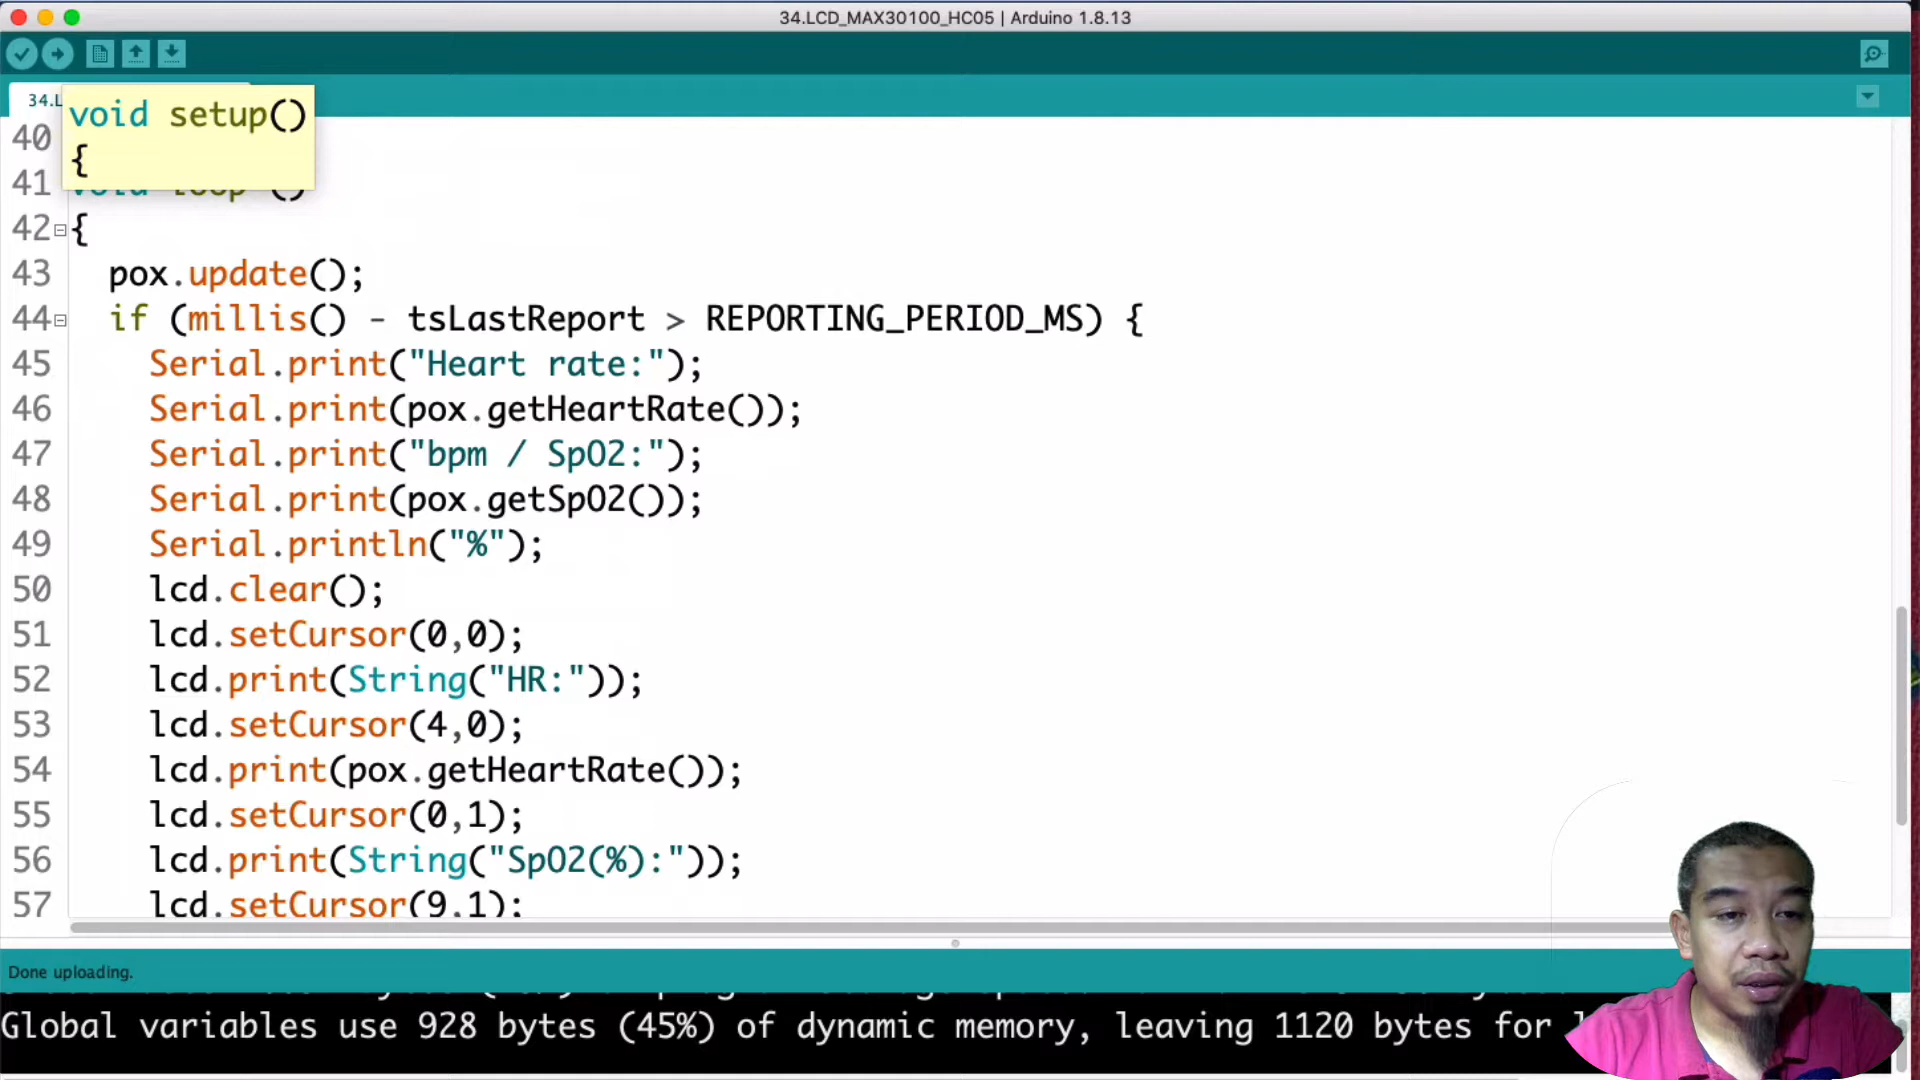 34.LCD_MAX30100_HC05 | Arduino 1.8.13
34.L
void setup()
{
40
41 void loop ()
42 {
43 pox.update();
44 if (millis() - tsLastReport > REPORTING_PERIOD_MS) {
45 Serial.print("Heart rate:");
46 Serial.print(pox.getHeartRate());
47 Serial.print("bpm / SpO2:");
48 Serial.print(pox.getSpO2());
49 Serial.println("%");
50 lcd.clear();
51 lcd.setCursor(0,0);
52 lcd.print(String("HR:"));
53 lcd.setCursor(4,0);
54 lcd.print(pox.getHeartRate());
55 lcd.setCursor(0,1);
56 lcd.print(String("SpO2(%):"));
57 lcd.setCursor(9,1);
Done uploading.
Global variables use 928 bytes (45%) of dynamic memory, leaving 1120 bytes for